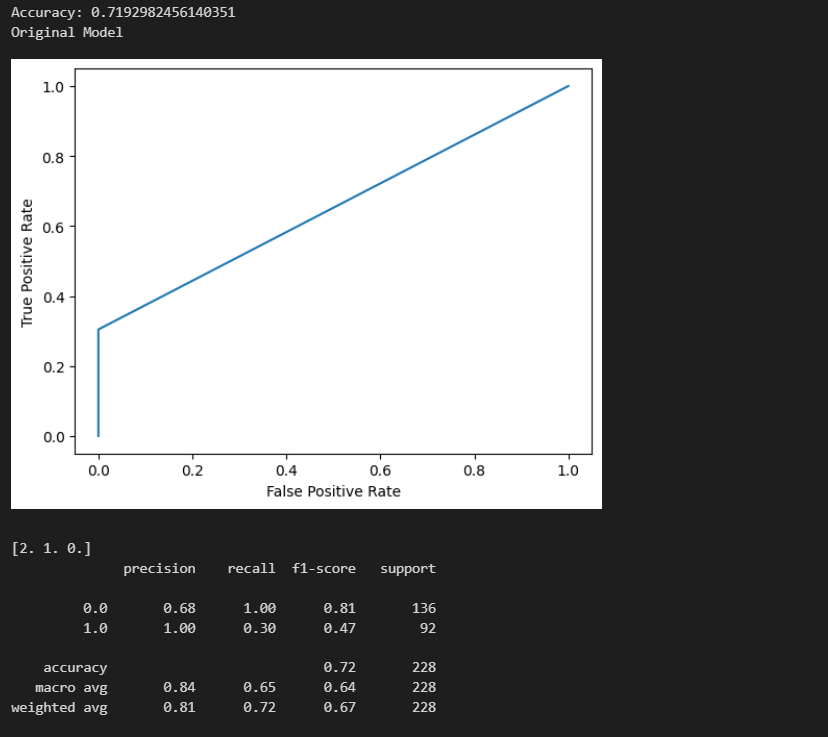 Accuracy: 0.7192982456140351
Original Model
1.0
0.8
0.6
0.4
0.2
0.0
True Positive Rate
0.0 0.2 0.4 0.6 0.8 1.0
False Positive Rate
[2. 1. 0.]
precision recall f1-score support
0.0 0.68 1.00 0.81 136
1.0 1.00 0.30 0.47 92
accuracy 0.72 228
macro avg 0.84 0.65 0.64 228
weighted avg 0.81 0.72 0.67 228